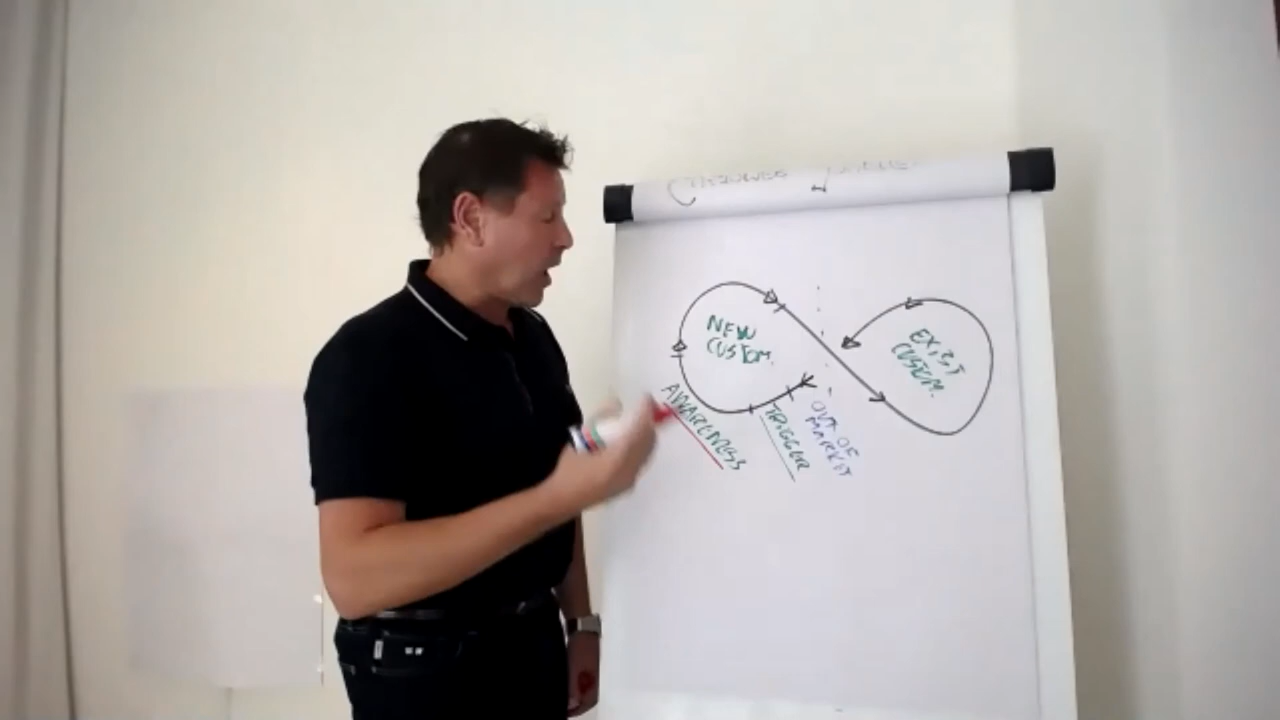 NEW
CUSTOM.
EXIST
CUSTOM.
AWARENESS
TRIGGER
OUT OF
MARKET